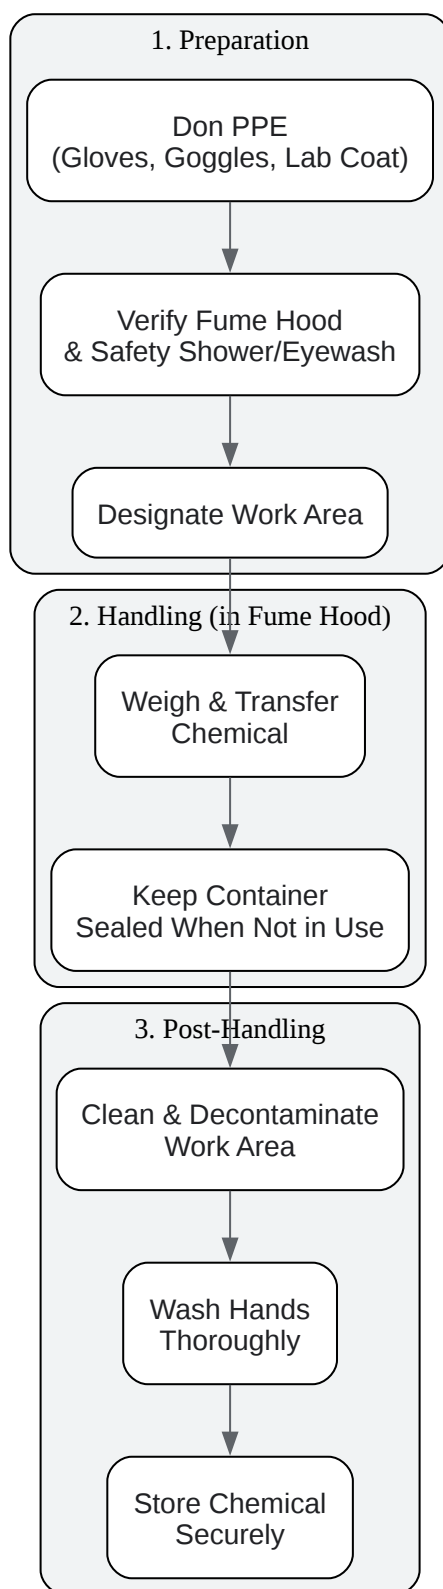 1. Preparation
Don PPE
(Gloves, Goggles, Lab Coat)
Verify Fume Hood
& Safety Shower/Eyewash
Designate Work Area
2. Handling (in Fume Hood)
Weigh & Transfer
Chemical
Keep Container
Sealed When Not in Use
3. Post-Handling
Clean & Decontaminate
Work Area
Wash Hands
Thoroughly
Store Chemical
Securely